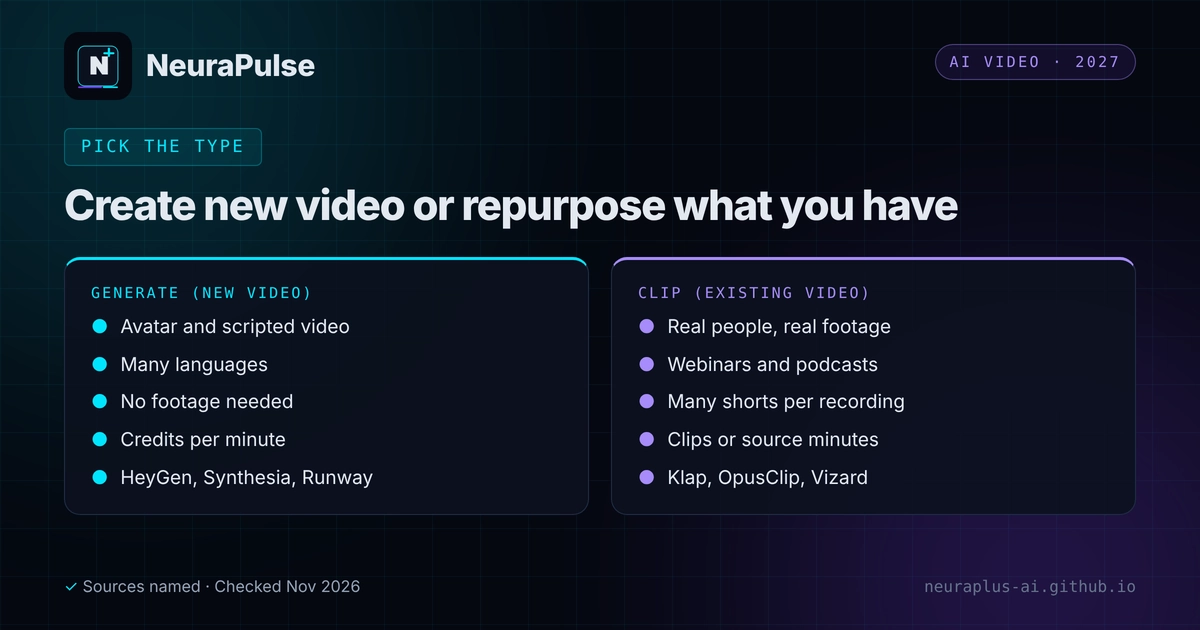 N
NeuraPulse
AI VIDEO · 2027
PICK THE TYPE
Create new video or repurpose what you have
GENERATE (NEW VIDEO)
Avatar and scripted video
Many languages
No footage needed
Credits per minute
HeyGen, Synthesia, Runway
CLIP (EXISTING VIDEO)
Real people, real footage
Webinars and podcasts
Many shorts per recording
Clips or source minutes
Klap, OpusClip, Vizard
✓ Sources named · Checked Nov 2026
neuraplus-ai.github.io